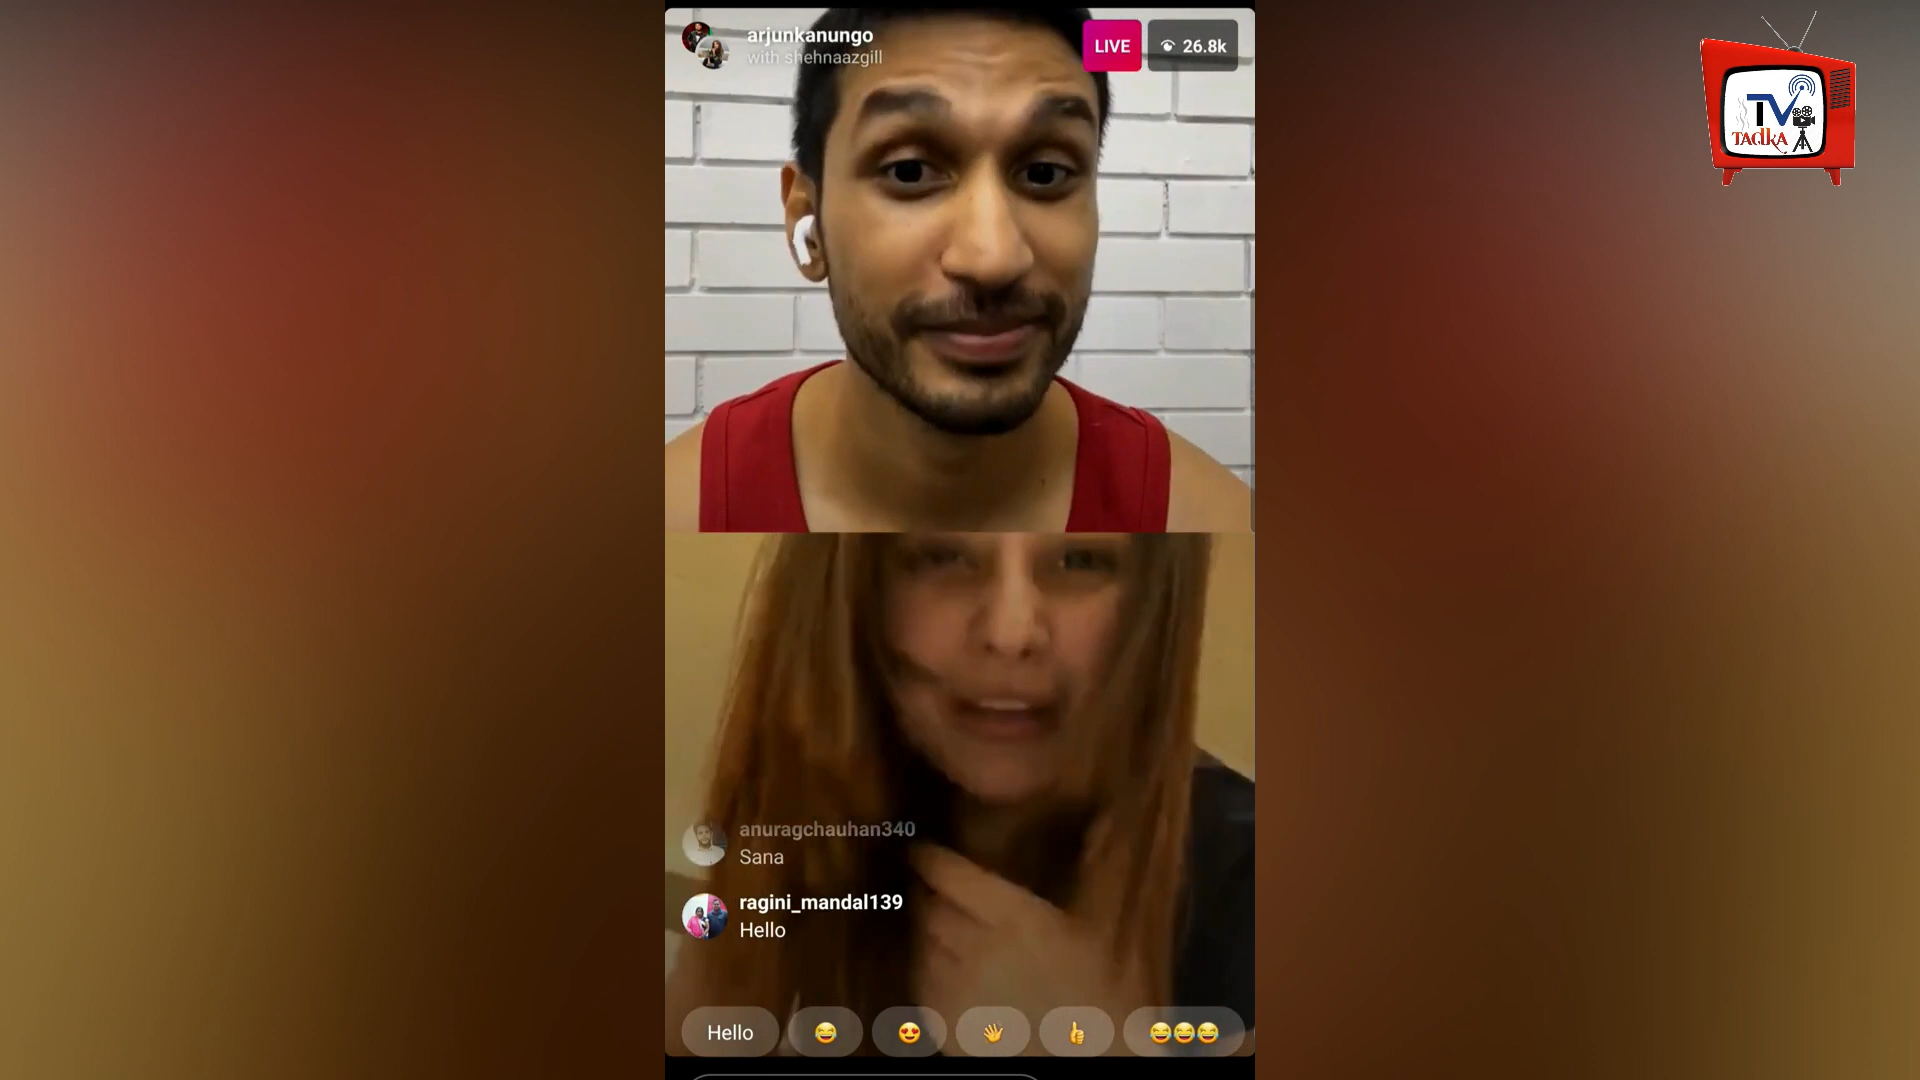 arjunkanungo
with shehnaazgill
LIVE
26.8k
TV
TAdkA
anuragchauhan340
Sana
ragini_mandal139
Hello
Hello